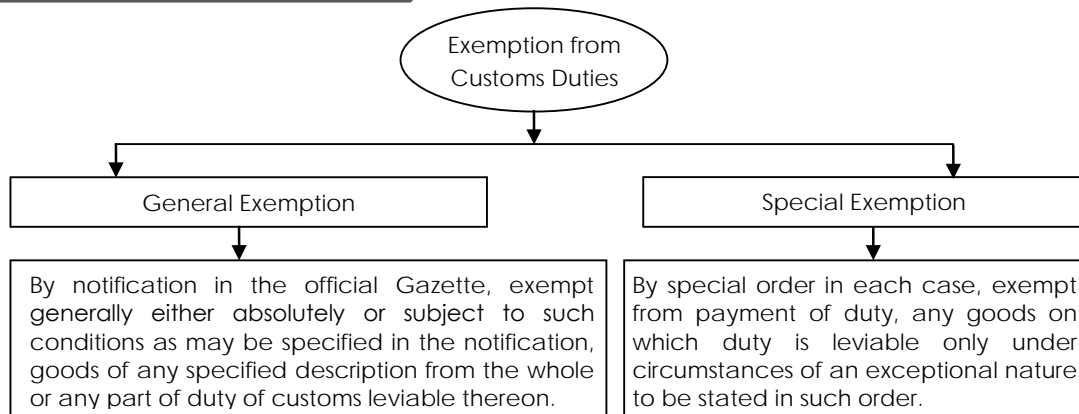 Exemption from
Customs Duties
General Exemption
Special Exemption
By notification in the official Gazette, exempt
generally either absolutely or subject to such
conditions as may be specified in the notification,
goods of any specified description from the whole
or any part of duty of customs leviable thereon.
By special order in each case, exempt
from payment of duty, any goods on
which duty is leviable only under
circumstances of an exceptional nature
to be stated in such order.